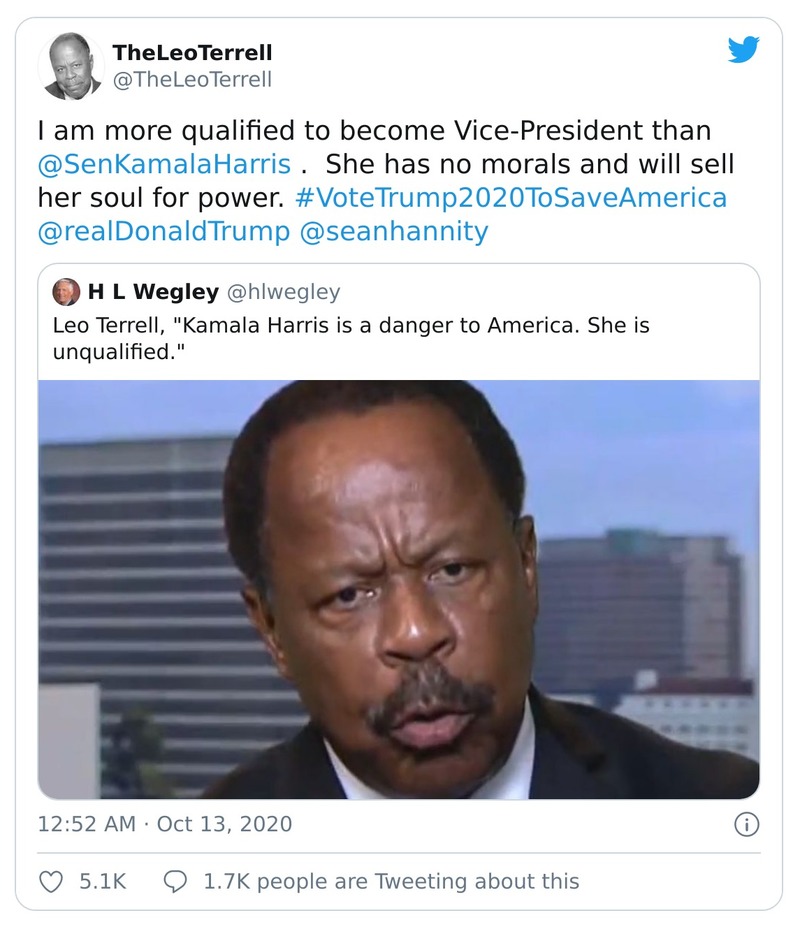 TheLeoTerrell
@TheLeoTerrell
I am more qualified to become Vice-President than
@SenKamalaHarris .  She has no morals and will sell
her soul for power. #VoteTrump2020ToSaveAmerica
@realDonaldTrump @seanhannity
H L Wegley @hlwegley
Leo Terrell, "Kamala Harris is a danger to America. She is
unqualified."
12:52 AM · Oct 13, 2020
5.1K 1.7K people are Tweeting about this